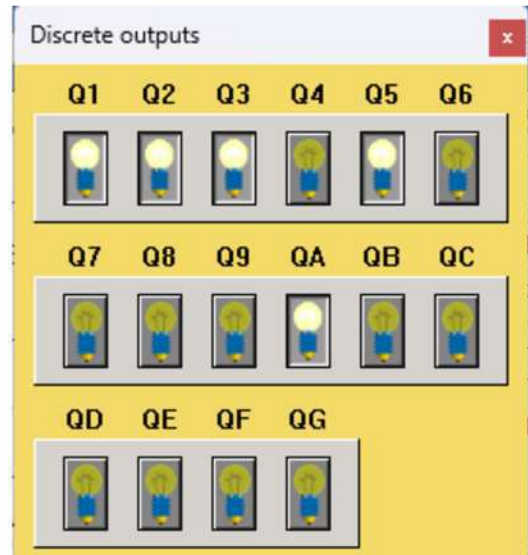 Discrete outputs x
Q1 Q2 Q3 Q4 Q5 Q6
Q7 Q8 Q9 QA QB QC
QD QE QF QG